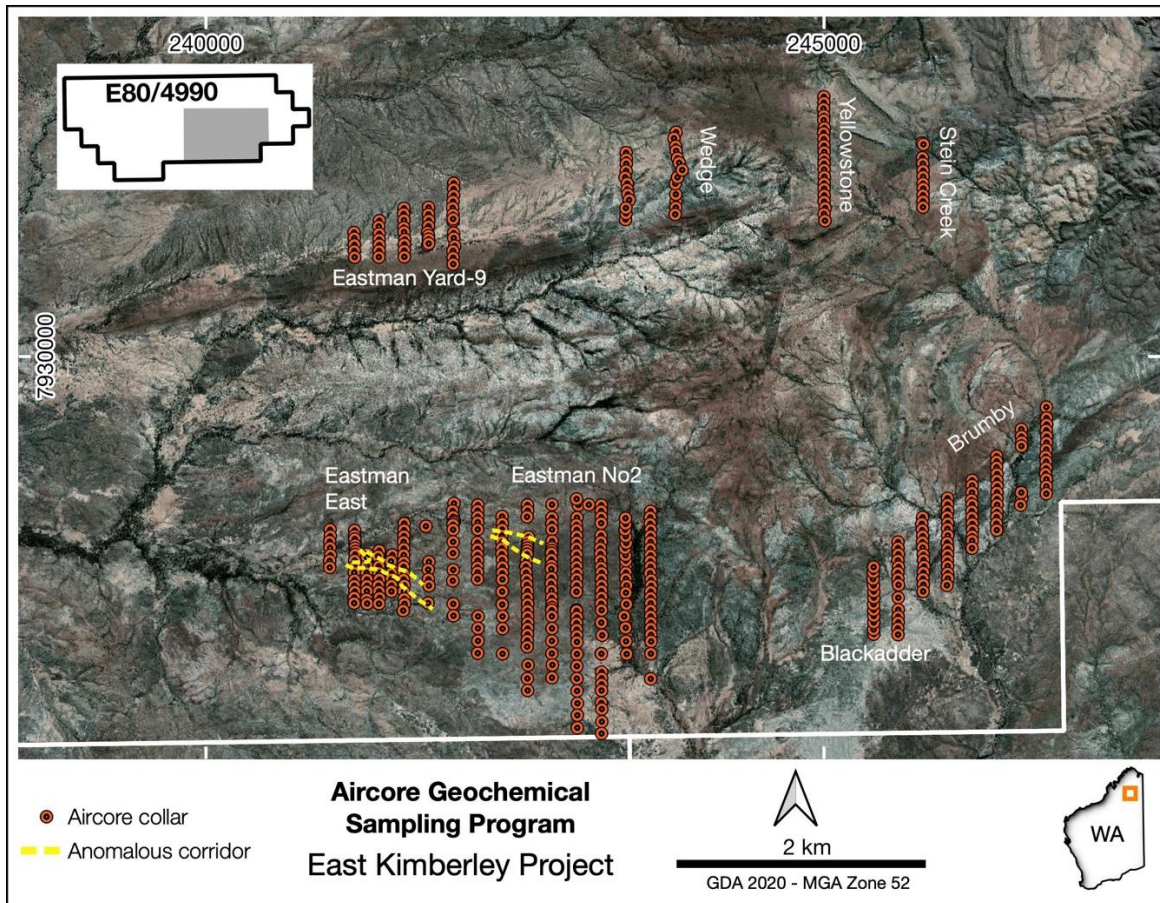 240000
245000
E80/4990
Wedge
Yellowstone
Stein Creek
Eastman Yard-9
7930000
Brumby
Eastman
East
Eastman No2
Blackadder
Aircore collar
Anomalous corridor
Aircore Geochemical
Sampling Program
East Kimberley Project
2 km
GDA 2020 - MGA Zone 52
WA